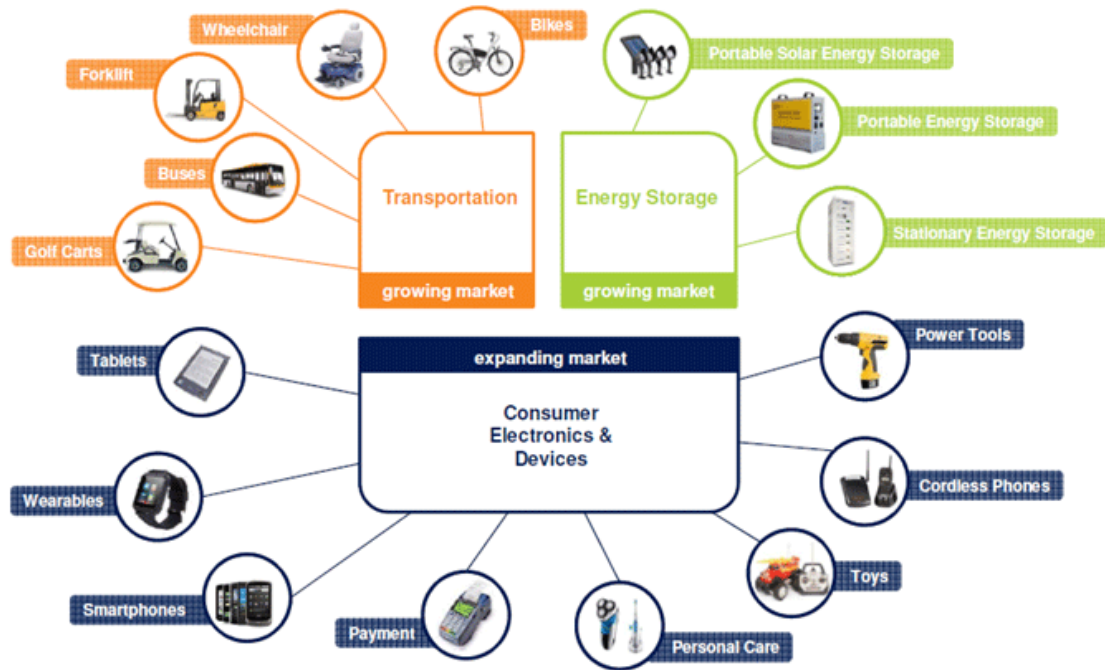 Wheelchair
Bikes
Portable Solar Energy Storage
Forklift
Portable Energy Storage
Buses
Transportation
Energy Storage
Stationary Energy Storage
Golf Carts
growing market
growing market
Tablets
expanding market
Power Tools
Consumer
Electronics &
Devices
Wearables
Cordless Phones
Smartphones
Payment
Personal Care
Toys